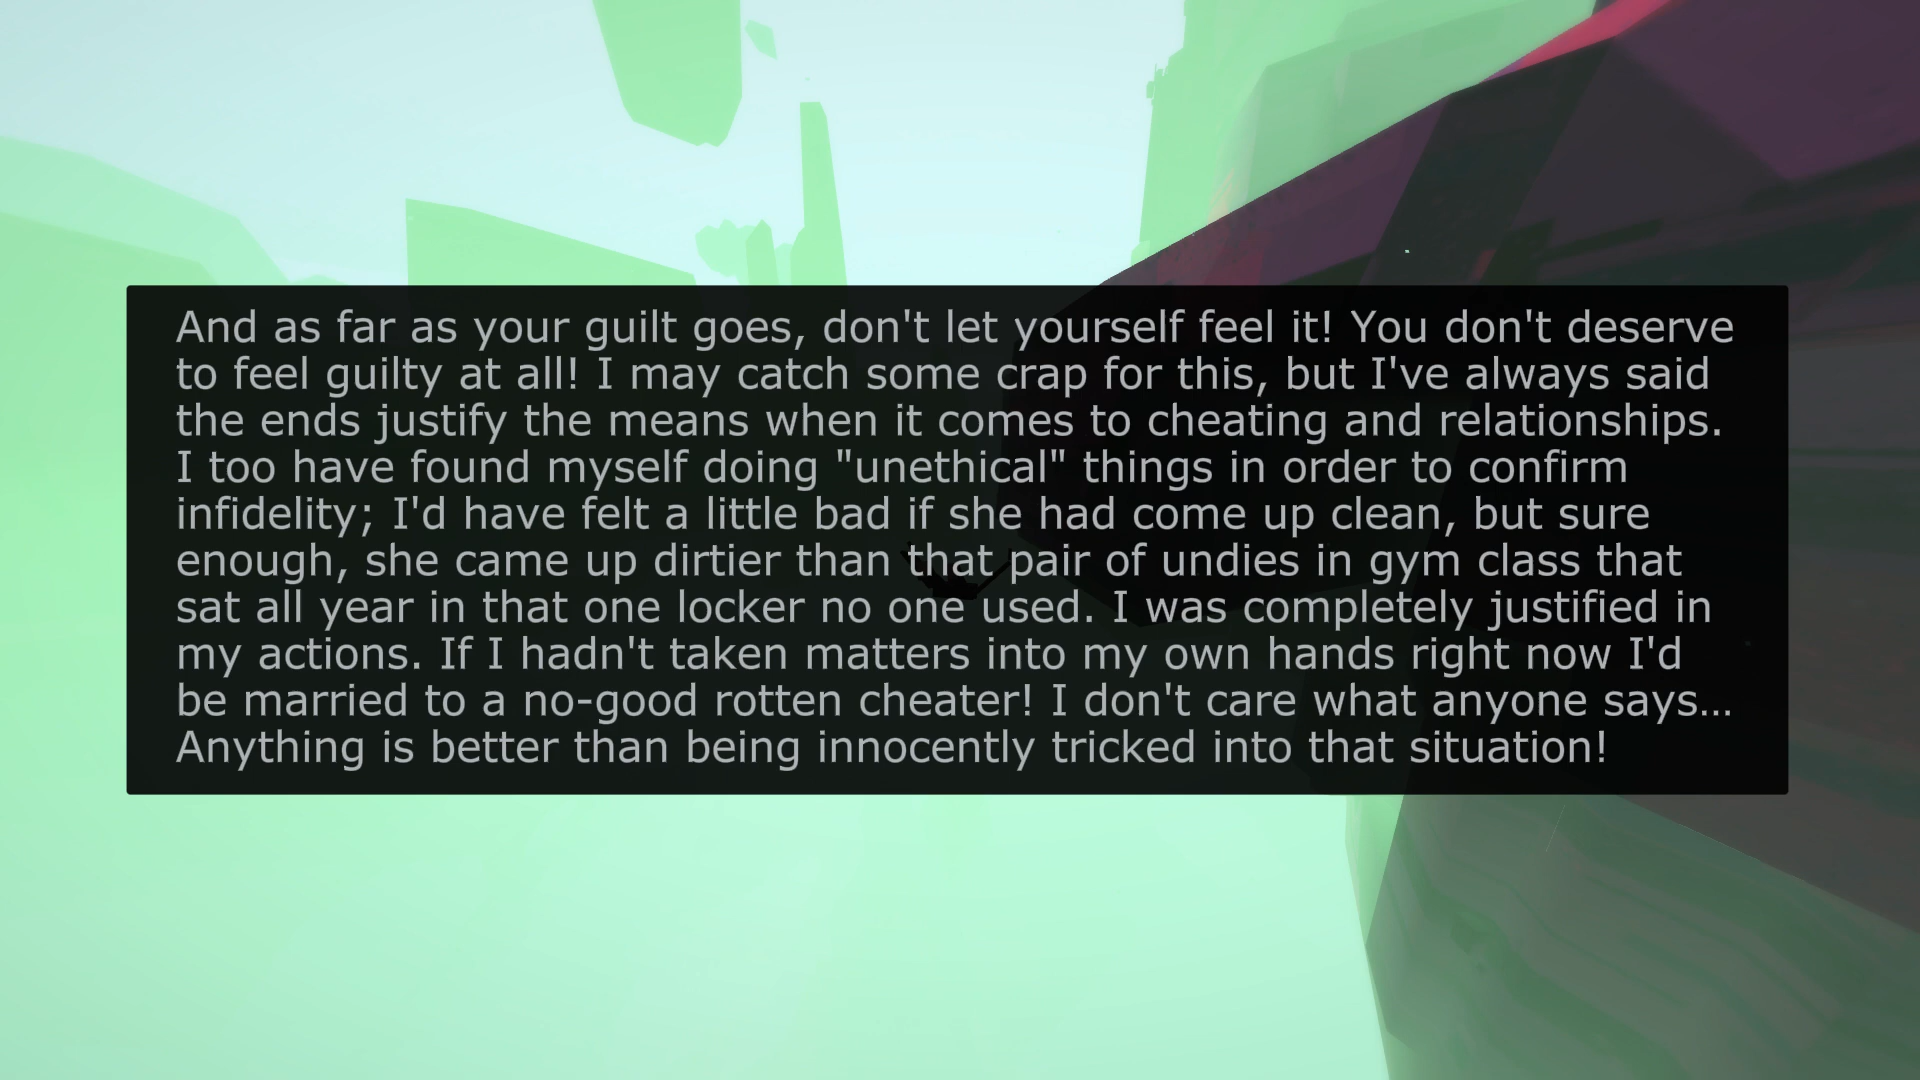 And as far as your guilt goes, don't let yourself feel it! You don't deserve
to feel guilty at all! I may catch some crap for this, but I've always said
the ends justify the means when it comes to cheating and relationships.
I too have found myself doing "unethical" things in order to confirm
infidelity; I'd have felt a little bad if she had come up clean, but sure
enough, she came up dirtier than that pair of undies in gym class that
sat all year in that one locker no one used. I was completely justified in
my actions. If I hadn't taken matters into my own hands right now I'd
be married to a no-good rotten cheater! I don't care what anyone says...
Anything is better than being innocently tricked into that situation!